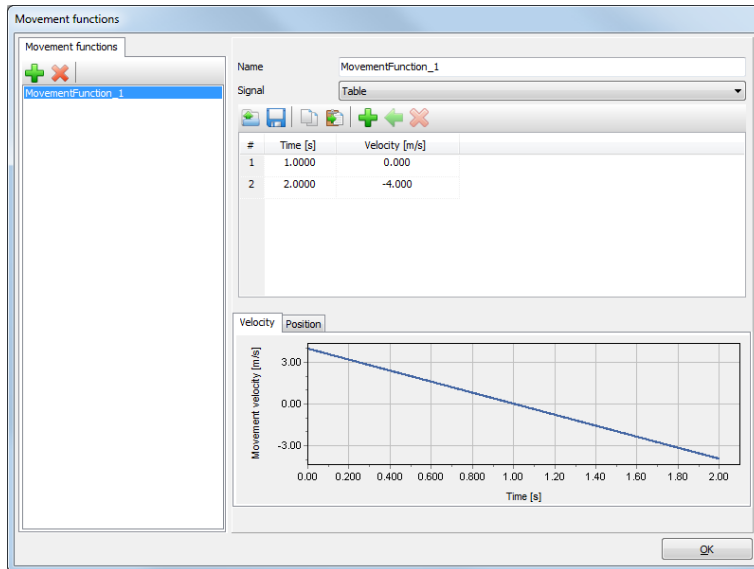 Movement functions
Movement functions
MovementFunction_1
Name MovementFunction_1
Signal Table
# Time [s] Velocity [m/s]
1 1.0000 0.000
2 2.0000 -4.000
Velocity Position
Movement velocity [m/s]
3.00
0.00
-3.00
0.00 0.200 0.400 0.600 0.800 1.00 1.20 1.40 1.60 1.80 2.00
Time [s]
OK